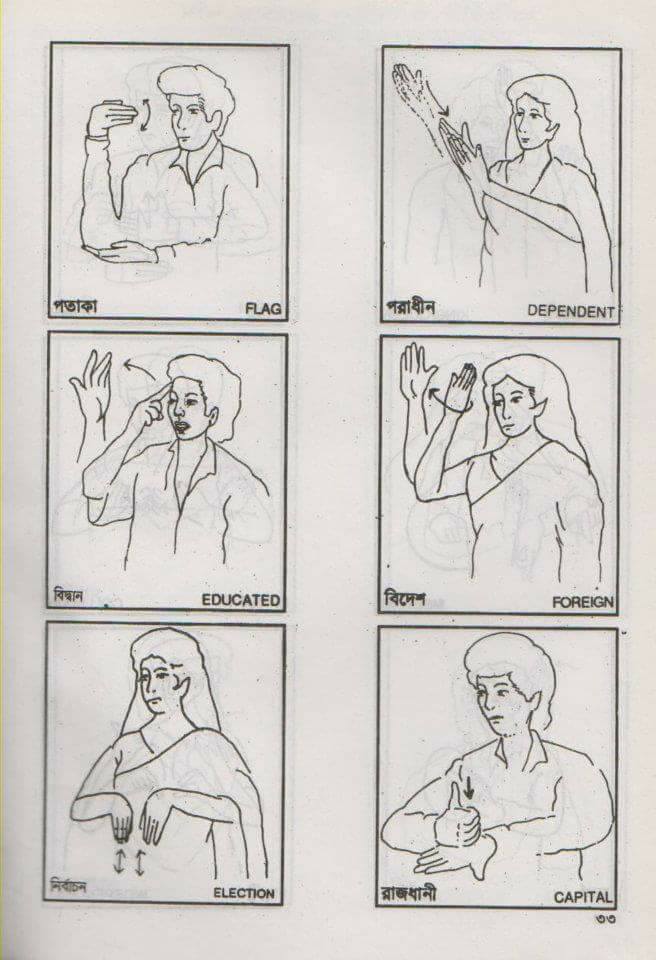 পতাকা FLAG
পরাধীন DEPENDENT
বিদ্বান EDUCATED
বিদেশ FOREIGN
নির্বাচন ELECTION
রাজধানী CAPITAL
৩৩